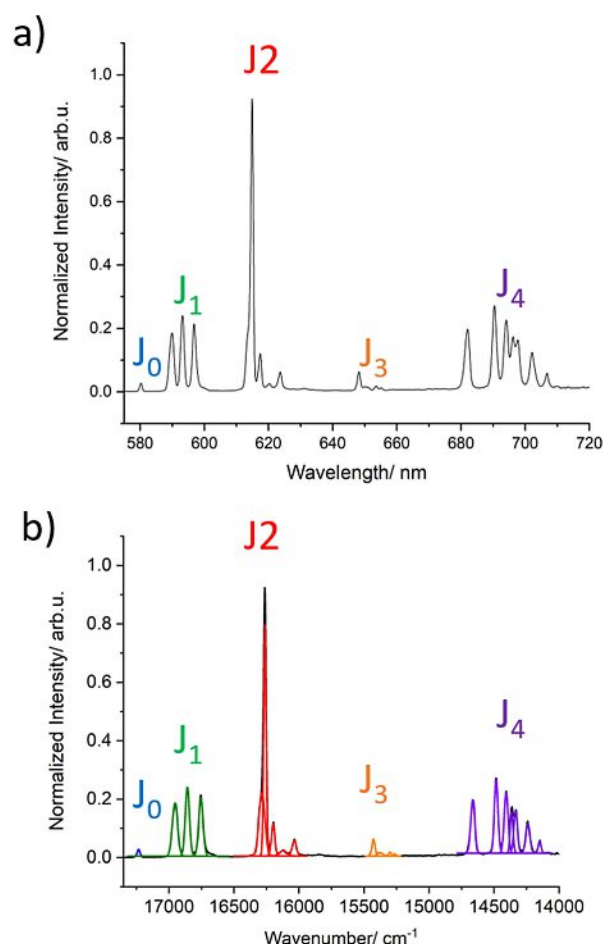 a)
J2
1.0
0.8
0.6
0.4
0.2
0.0
Normalized Intensity/ arb.u.
J0
J1
J3
J4
580 600 620 640 660 680 700 720
Wavelength/ nm
b)
J2
1.0
0.8
0.6
0.4
0.2
0.0
Normalized Intensity/ arb.u.
J0
J1
J3
J4
17000 16500 16000 15500 15000 14500 14000
Wavenumber/ cm⁻¹